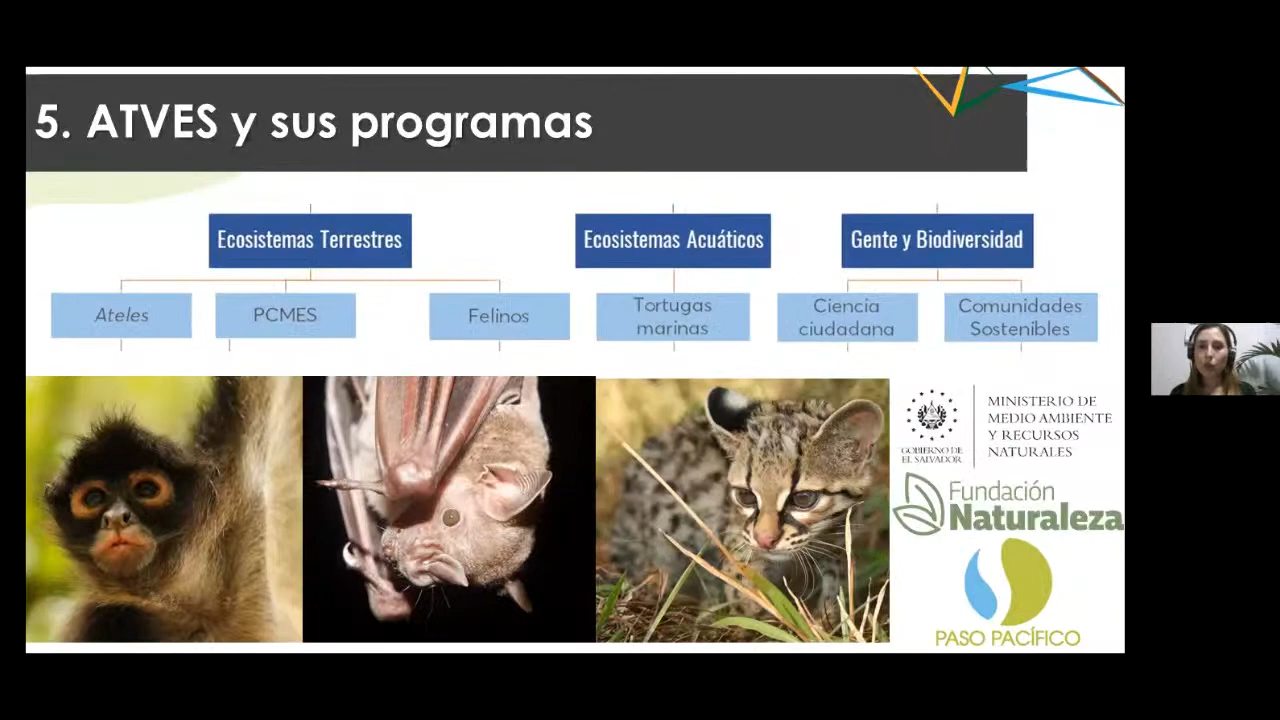 5. ATVES y sus programas
Ecosistemas Terrestres
Ecosistemas Acuáticos
Gente y Biodiversidad
Ateles
PCMES
Felinos
Tortugas
marinas
Ciencia
ciudadana
Comunidades
Sostenibles
GOBIERNO DE
EL SALVADOR
MINISTERIO DE
MEDIO AMBIENTE
Y RECURSOS
NATURALES
Fundación
Naturaleza
PASO PACÍFICO